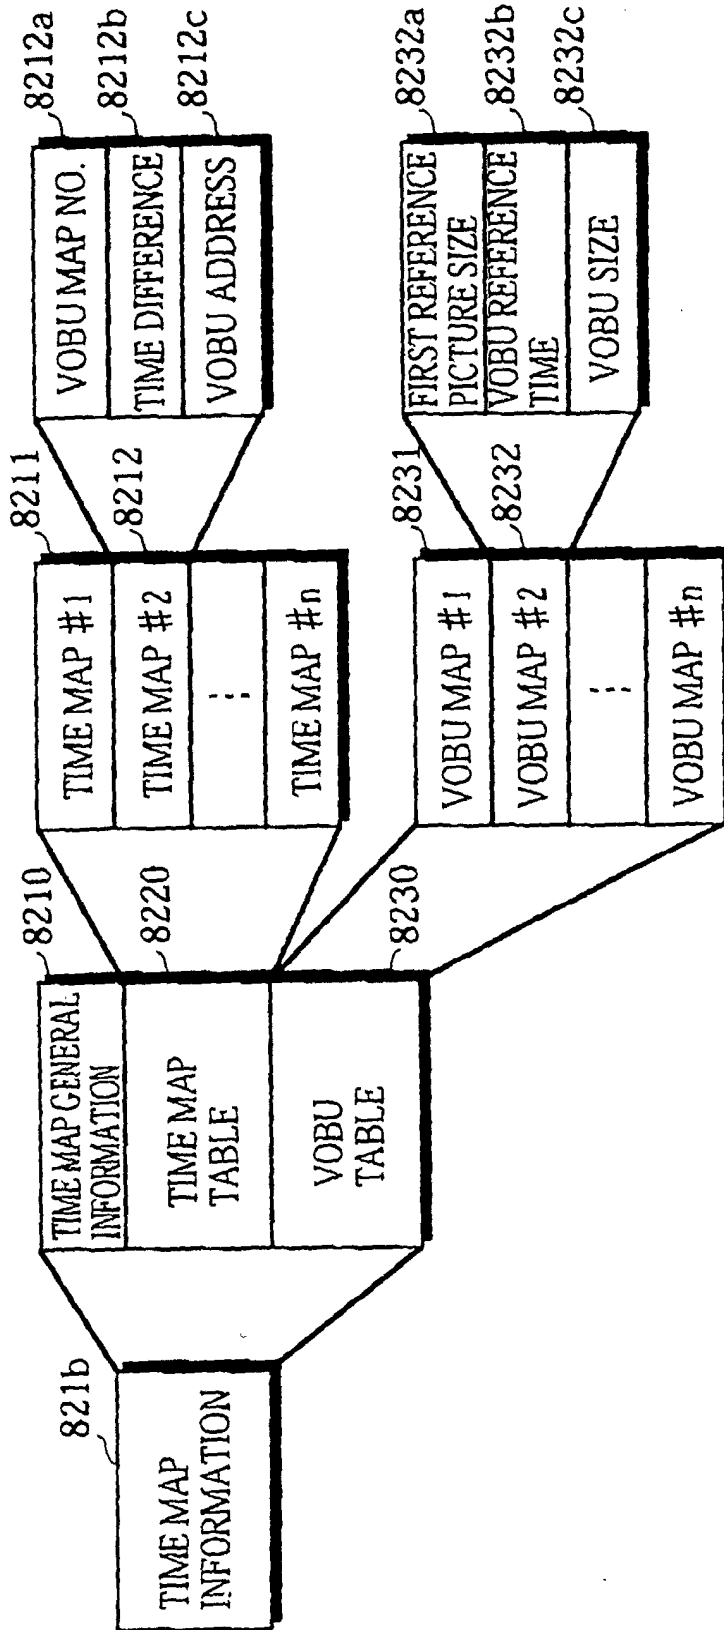 821b
TIME MAP
INFORMATION
8210
TIME MAP GENERAL
INFORMATION
8220
TIME MAP
TABLE
8230
VOBU
TABLE
8211
TIME MAP #1
8212
TIME MAP #2
⋮
TIME MAP #n
8231
VOBU MAP #1
8232
VOBU MAP #2
⋮
VOBU MAP #n
8212a
VOBU MAP NO.
8212b
TIME DIFFERENCE
8212c
VOBU ADDRESS
8232a
FIRST REFERENCE
PICTURE SIZE
8232b
VOBU REFERENCE
TIME
8232c
VOBU SIZE